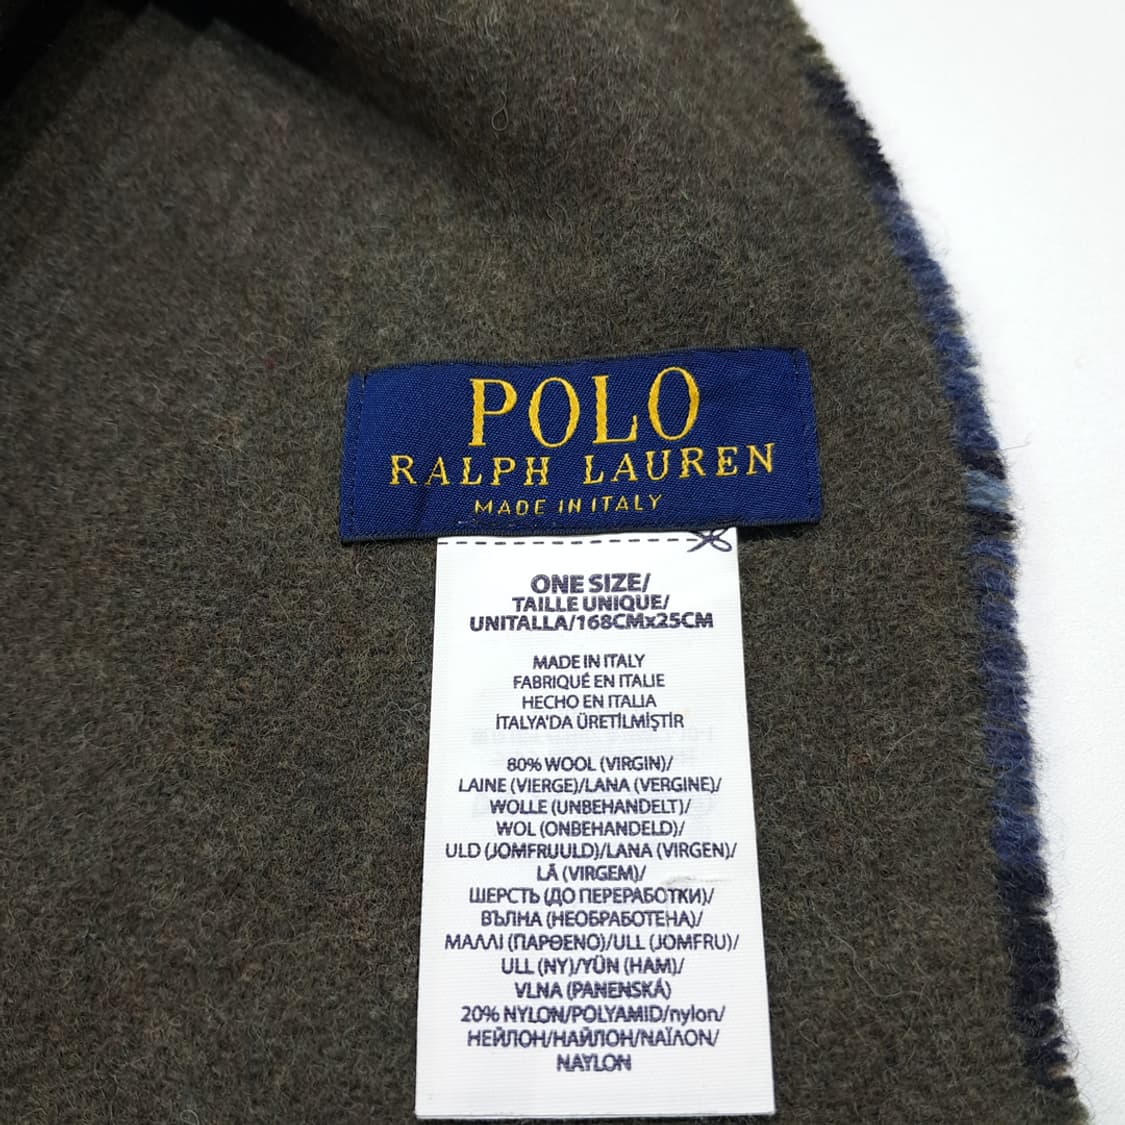 POLO
RALPH LAUREN
MADE IN ITALY
ONE SIZE/
TAILLE UNIQUE/
UNITALLA/168CMx25CM
MADE IN ITALY
FABRIQUÉ EN ITALIE
HECHO EN ITALIA
İTALYA'DA ÜRETİLMİŞTİR
80% WOOL (VIRGIN)/
LAINE (VIERGE)/LANA (VERGINE)/
WOLLE (UNBEHANDELT)/
WOL (ONBEHANDELD)/
ULD (JOMFRUULD)/LANA (VIRGEN)/
LÃ (VIRGEM)/
ШЕРСТЬ (ДО ПЕРЕРАБОТКИ)/
ВЪЛНА (НЕОБРАБОТЕНА)/
ΜΑΛΛΙ (ΠΑΡΘΕΝΟ)/ULL (JOMFRU)/
ULL (NY)/YÜN (HAM)/
VLNA (PANENSKÁ)
20% NYLON/POLYAMID/nylon/
НЕЙЛОН/НАЙЛОН/ΝΑΪΛΟΝ/
NAYLON